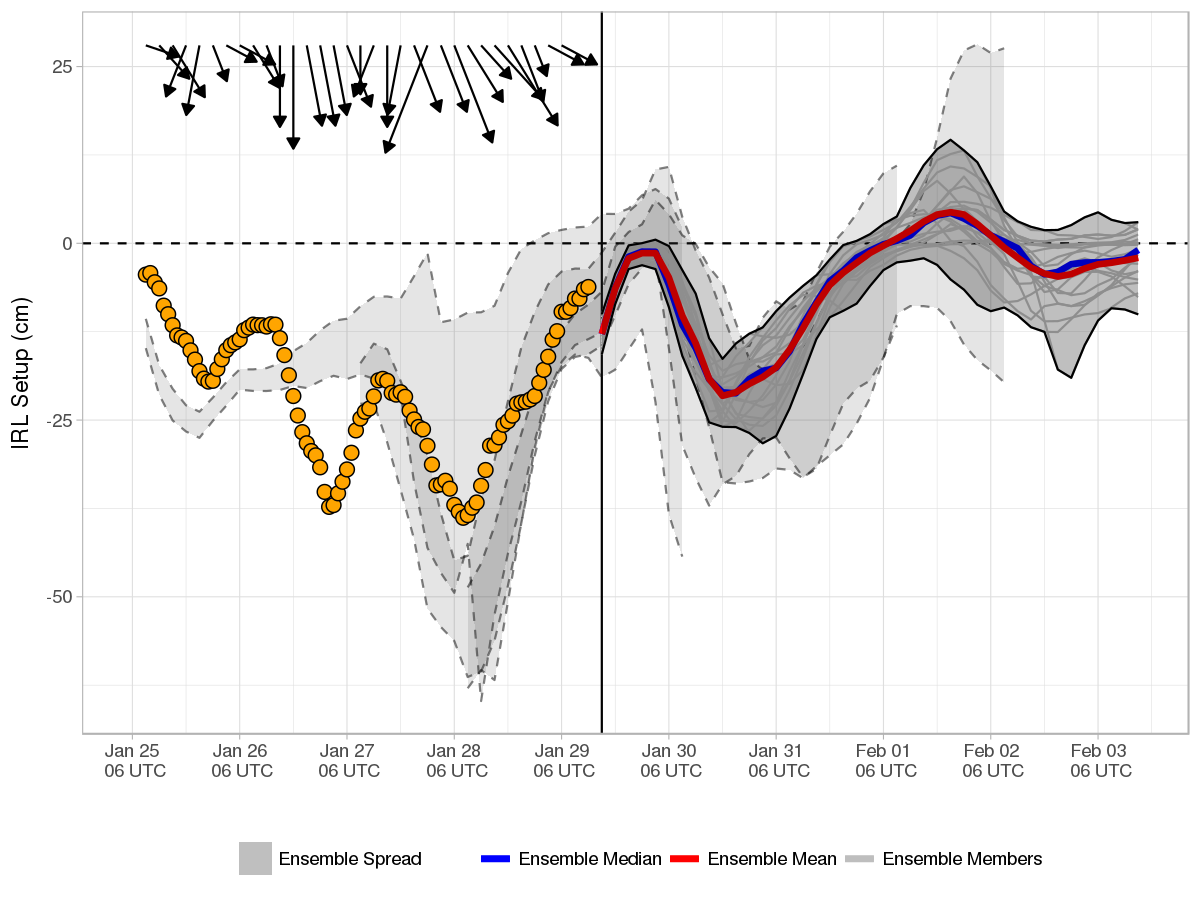 IRL Setup (cm)
25
0
-25
-50
Jan 25
06 UTC
Jan 26
06 UTC
Jan 27
06 UTC
Jan 28
06 UTC
Jan 29
06 UTC
Jan 30
06 UTC
Jan 31
06 UTC
Feb 01
06 UTC
Feb 02
06 UTC
Feb 03
06 UTC
Ensemble Spread
Ensemble Median
Ensemble Mean
Ensemble Members